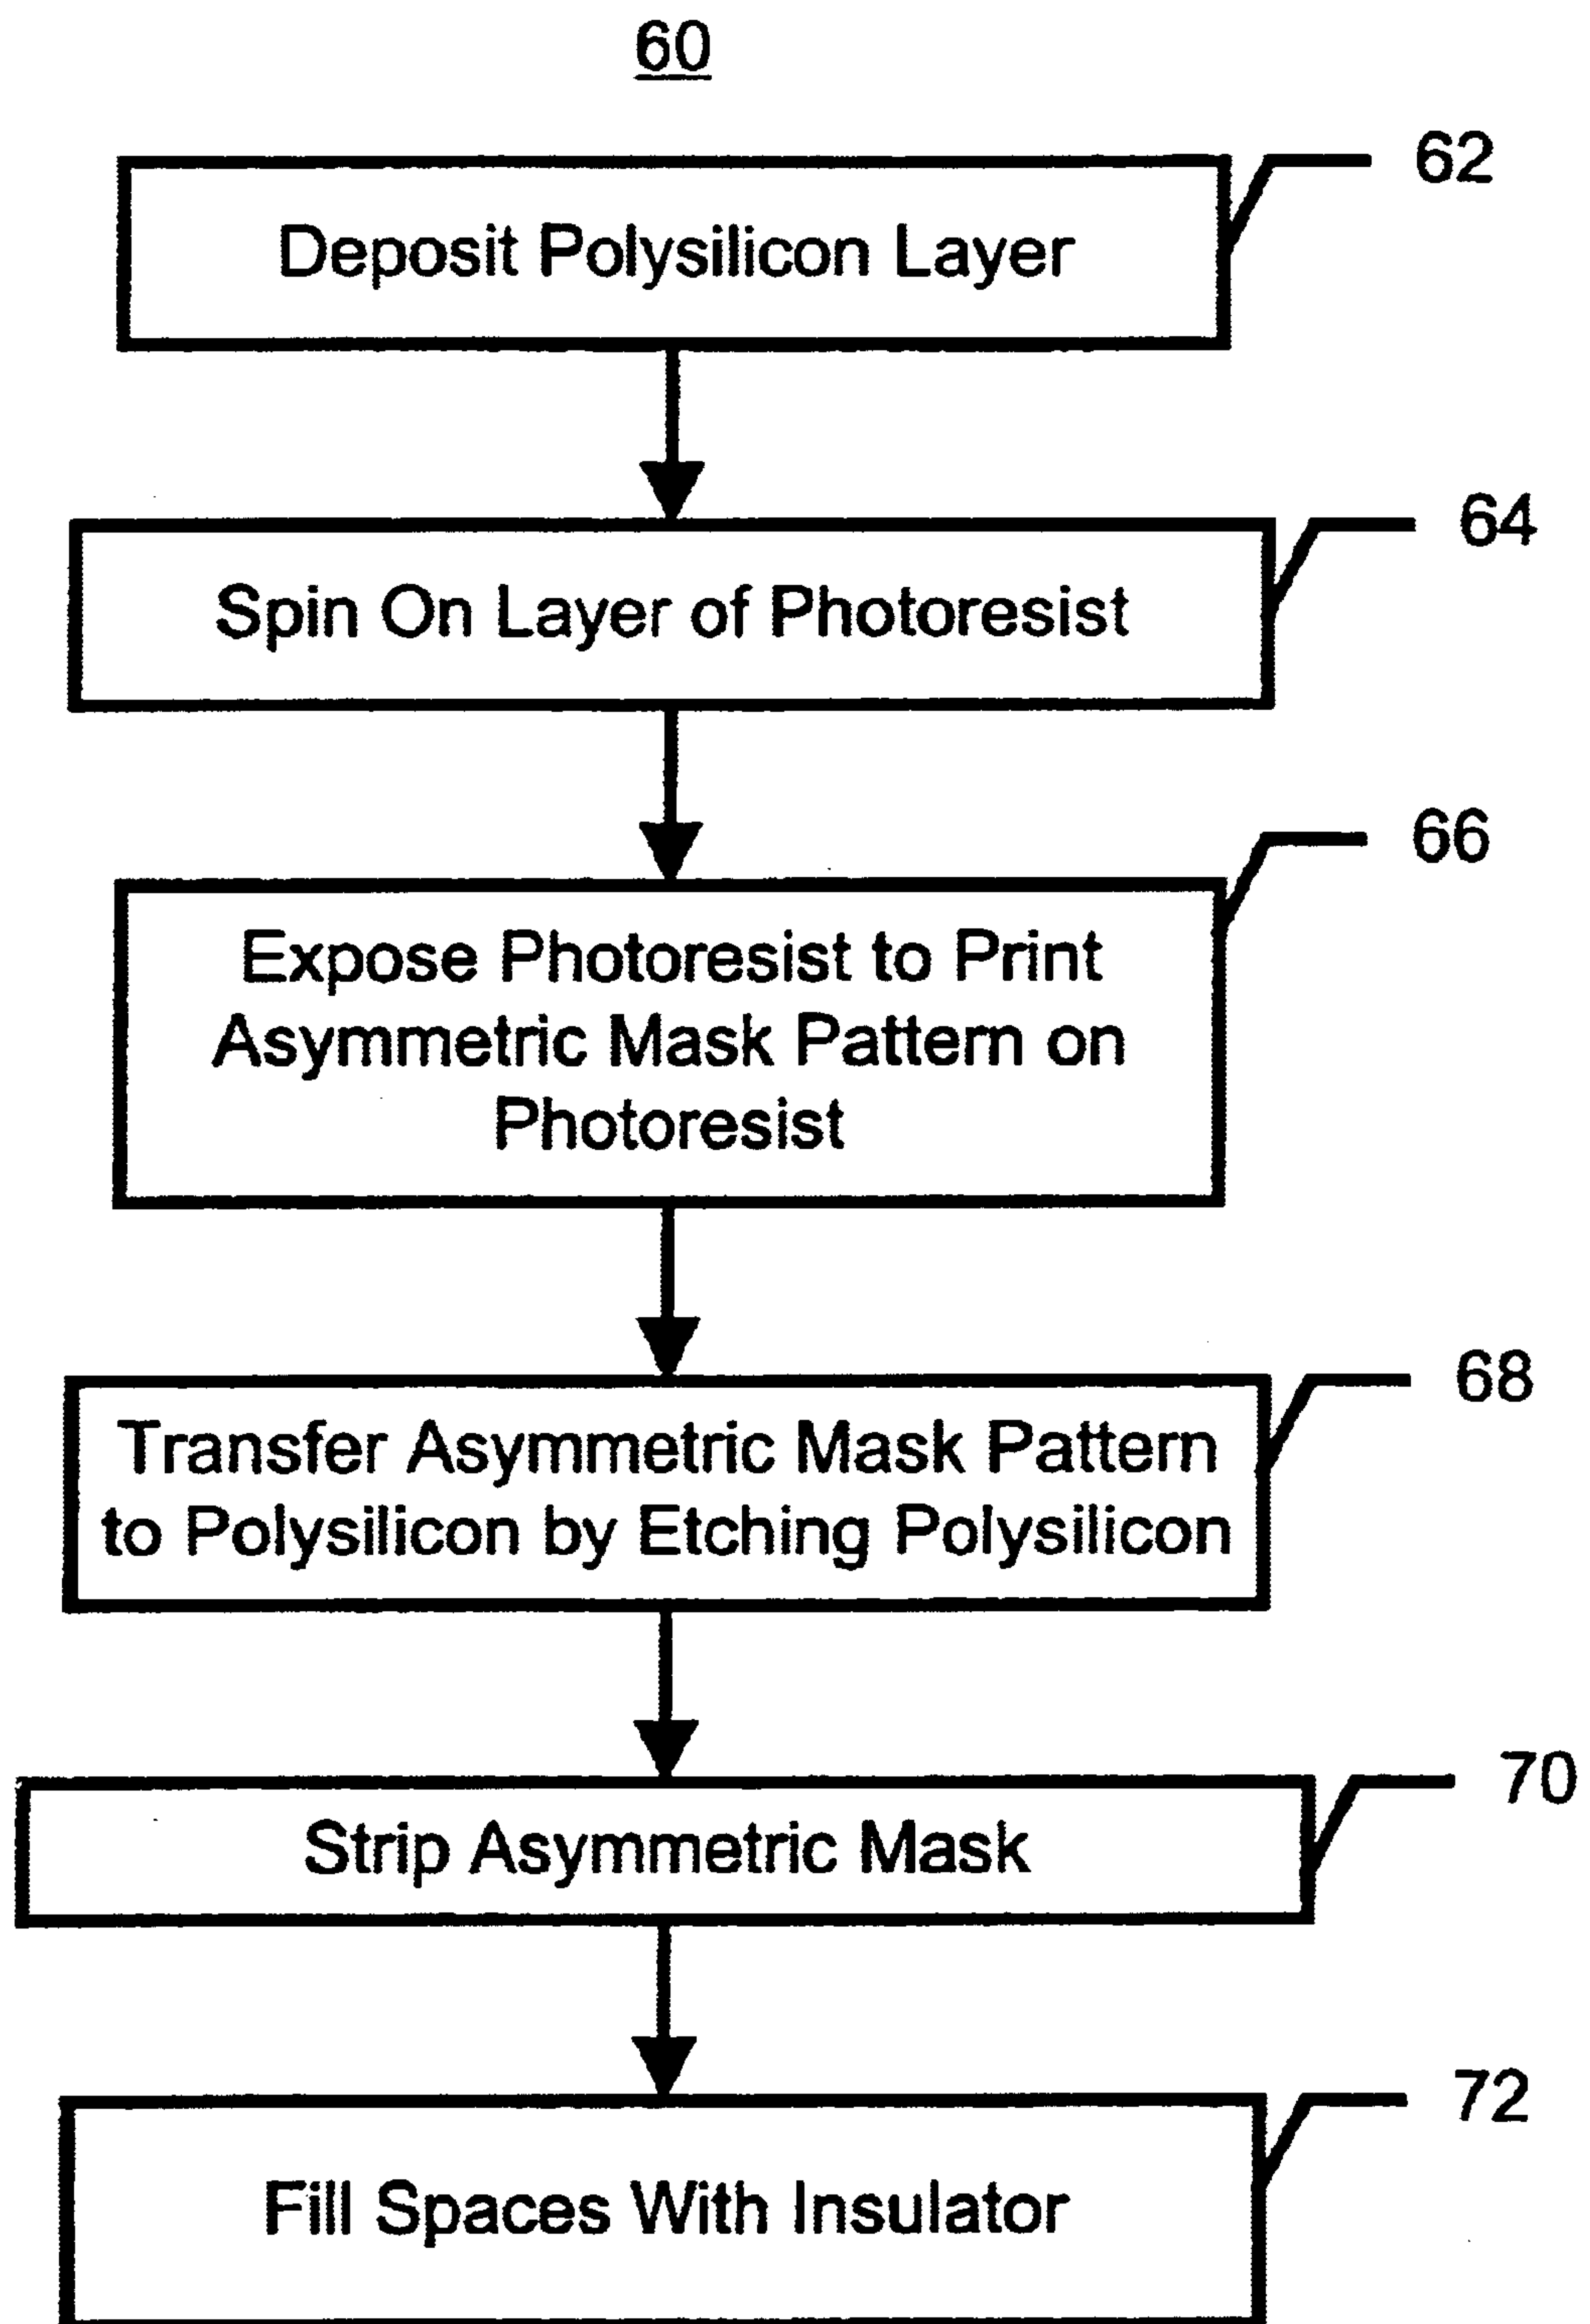 60
62
Deposit Polysilicon Layer
64
Spin On Layer of Photoresist
66
Expose Photoresist to Print
Asymmetric Mask Pattern on
Photoresist
68
Transfer Asymmetric Mask Pattern
to Polysilicon by Etching Polysilicon
70
Strip Asymmetric Mask
72
Fill Spaces With Insulator